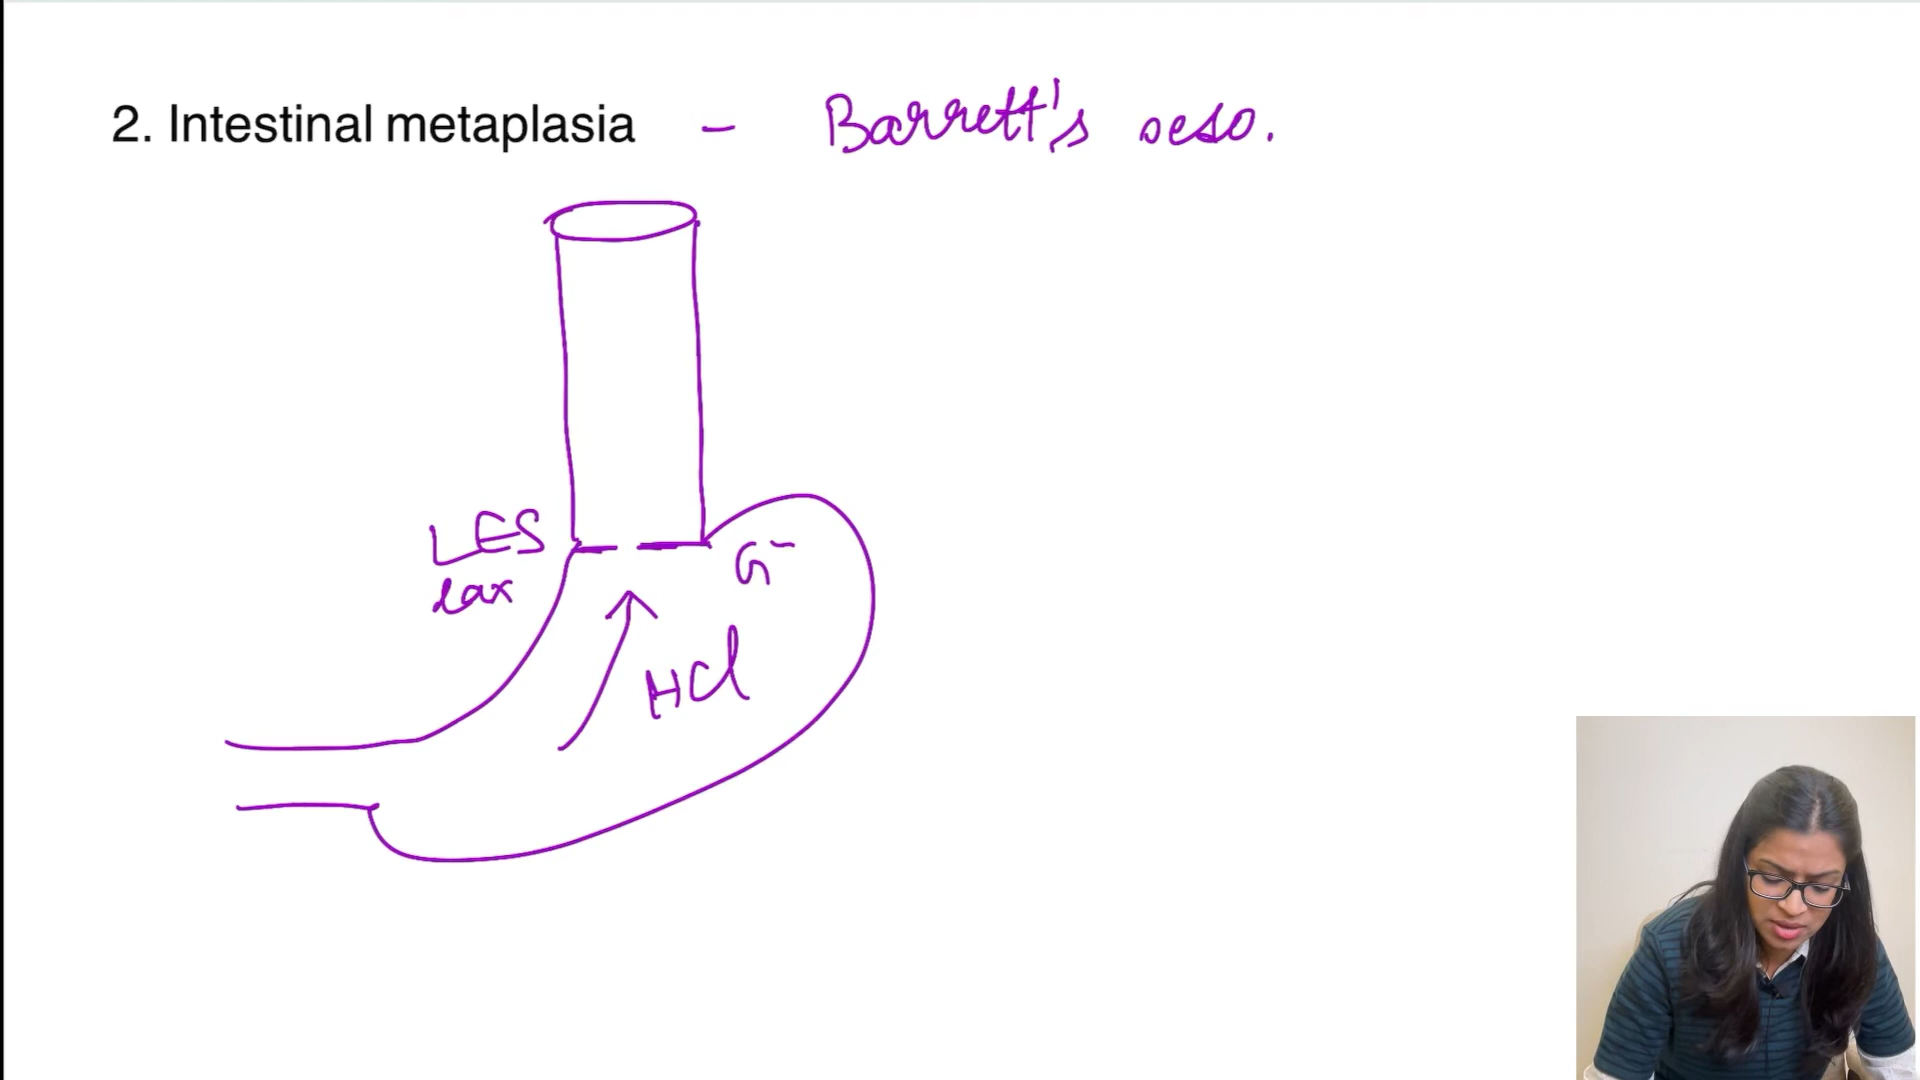 2. Intestinal metaplasia - Barrett's oeso.
LES
lax
HCl